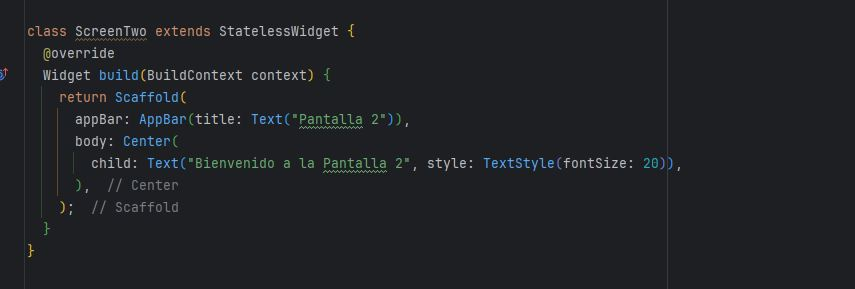 class ScreenTwo extends StatelessWidget {
@override
Widget build(BuildContext context) {
return Scaffold(
appBar: AppBar(title: Text("Pantalla 2")),
body: Center(
child: Text("Bienvenido a la Pantalla 2", style: TextStyle(fontSize: 20)),
), // Center
); // Scaffold
}
}